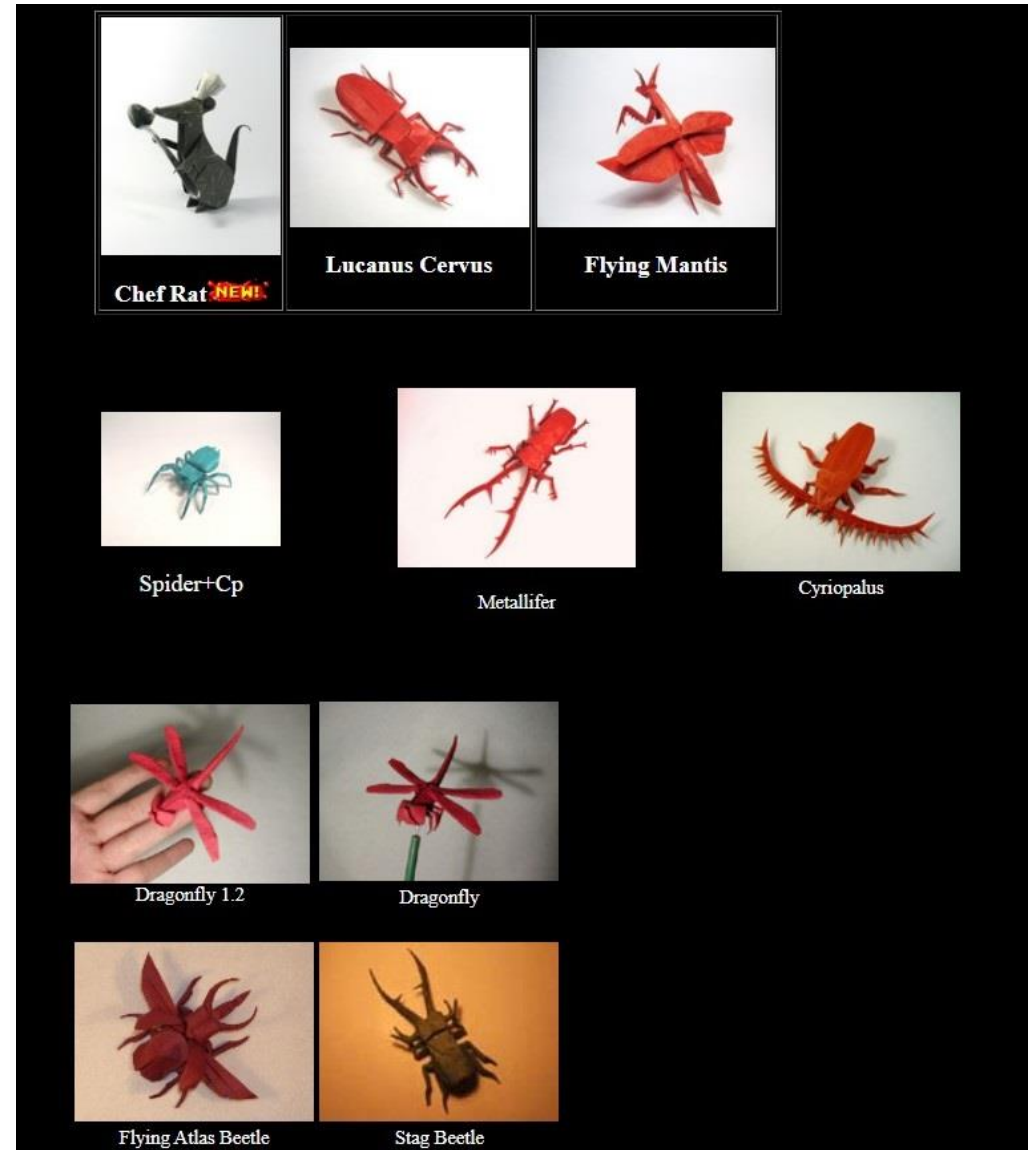 Chef Rat NEW!
Lucanus Cervus
Flying Mantis
Spider+Cp
Metallifer
Cyriopalus
Dragonfly 1.2
Dragonfly
Flying Atlas Beetle
Stag Beetle